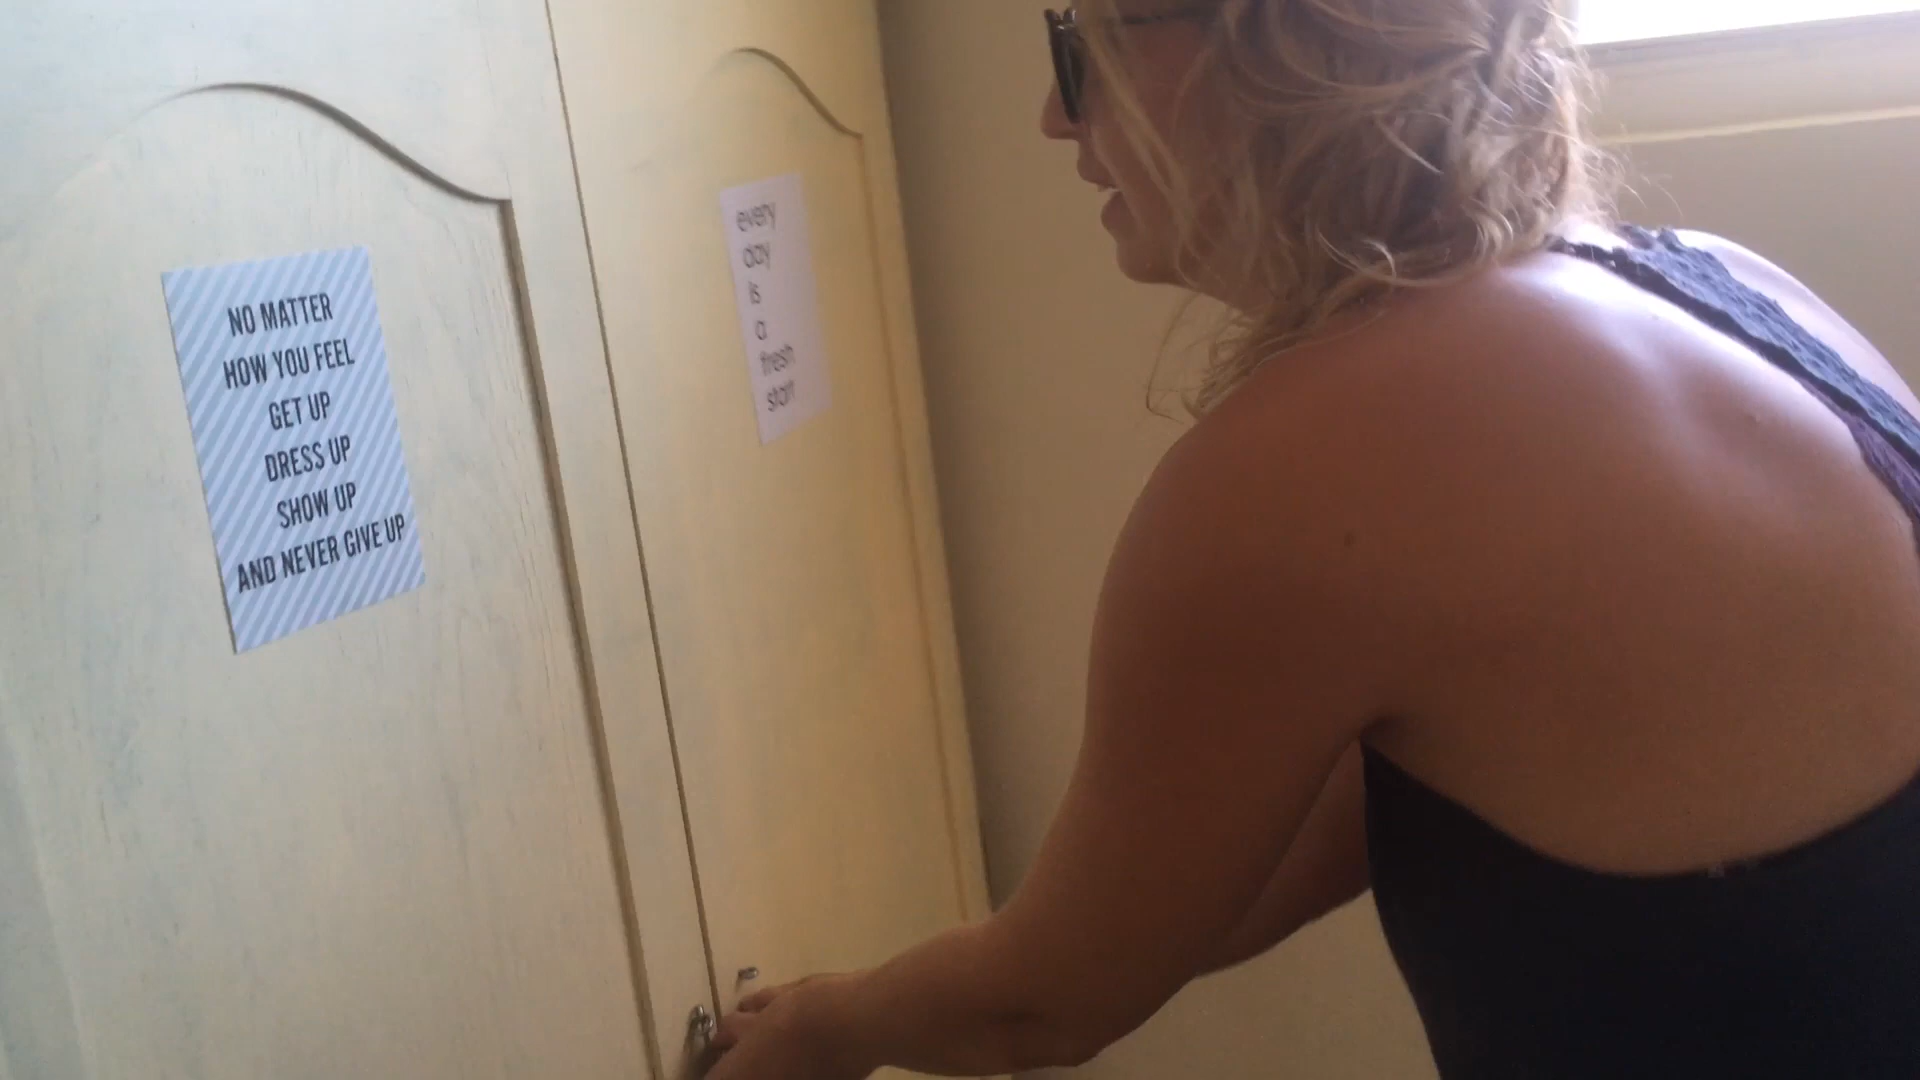 NO MATTER
HOW YOU FEEL
GET UP
DRESS UP
SHOW UP
AND NEVER GIVE UP
every
day
is
a
fresh
start